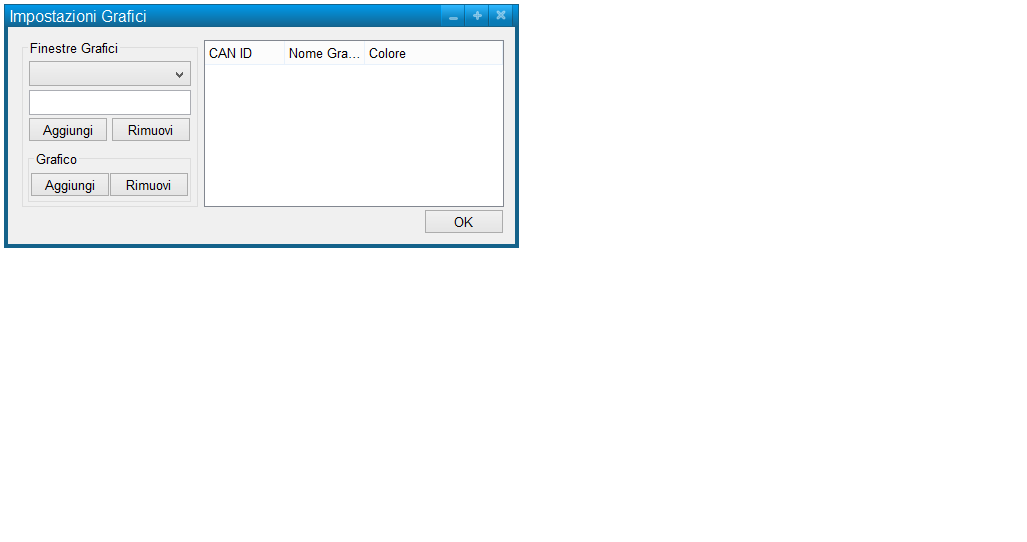 Impostazioni Grafici
Finestre Grafici
Aggiungi Rimuovi
Grafico
Aggiungi Rimuovi
CAN ID Nome Gra... Colore
OK